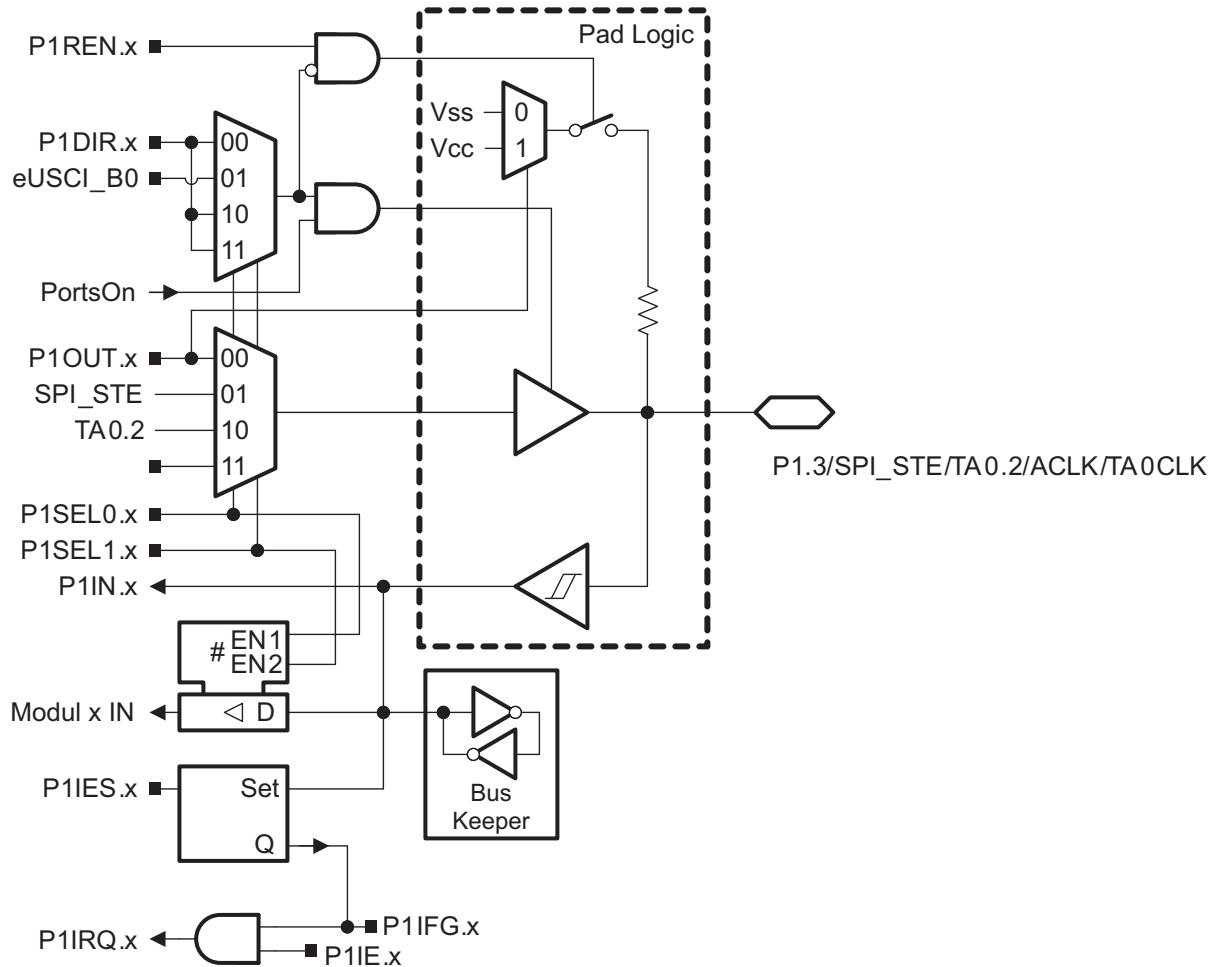 Pad Logic
P1REN.x
Vss
0
Vcc
1
P1DIR.x
00
eUSCI_B0
01
10
11
PortsOn
P1OUT.x
00
SPI_STE
01
TA0.2
10
11
P1.3/SPI_STE/TA0.2/ACLK/TA0CLK
P1SEL0.x
P1SEL1.x
P1IN.x
# EN1
EN2
Modul x IN
D
P1IES.x
Set
Q
Bus
Keeper
P1IRQ.x
P1IFG.x
P1IE.x